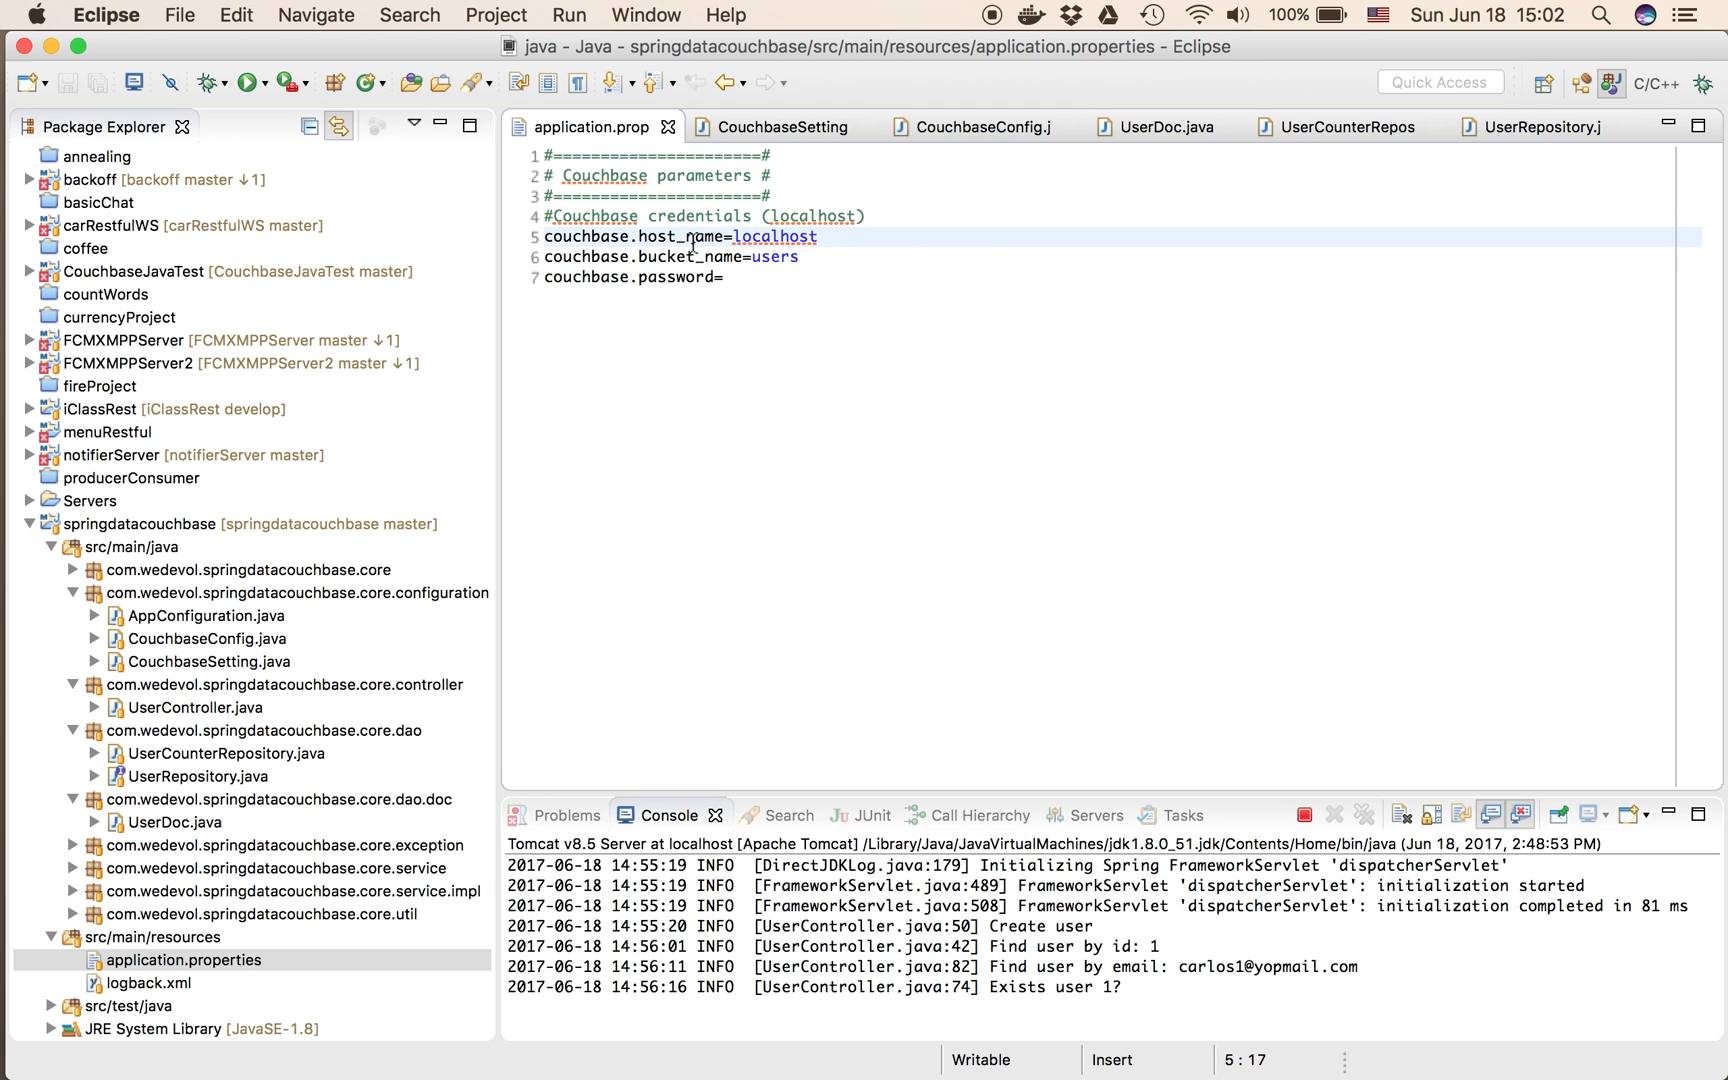 Eclipse File Edit Navigate Search Project Run Window Help 100% Sun Jun 18 15:02
java - Java - springdatacouchbase/src/main/resources/application.properties - Eclipse
Quick Access C/C++
Package Explorer
annealing
backoff [backoff master ↓1]
basicChat
carRestfulWS [carRestfulWS master]
coffee
CouchbaseJavaTest [CouchbaseJavaTest master]
countWords
currencyProject
FCMXMPPServer [FCMXMPPServer master ↓1]
FCMXMPPServer2 [FCMXMPPServer2 master ↓1]
fireProject
iClassRest [iClassRest develop]
menuRestful
notifierServer [notifierServer master]
producerConsumer
Servers
springdatacouchbase [springdatacouchbase master]
src/main/java
com.wedevol.springdatacouchbase.core
com.wedevol.springdatacouchbase.core.configuration
AppConfiguration.java
CouchbaseConfig.java
CouchbaseSetting.java
com.wedevol.springdatacouchbase.core.controller
UserController.java
com.wedevol.springdatacouchbase.core.dao
UserCounterRepository.java
UserRepository.java
com.wedevol.springdatacouchbase.core.dao.doc
UserDoc.java
com.wedevol.springdatacouchbase.core.exception
com.wedevol.springdatacouchbase.core.service
com.wedevol.springdatacouchbase.core.service.impl
com.wedevol.springdatacouchbase.core.util
src/main/resources
application.properties
logback.xml
src/test/java
JRE System Library [JavaSE-1.8]
application.prop CouchbaseSetting CouchbaseConfig.j UserDoc.java UserCounterRepos UserRepository.j
1 #======================#
2 # Couchbase parameters #
3 #======================#
4 #Couchbase credentials (localhost)
5 couchbase.host_name=localhost
6 couchbase.bucket_name=users
7 couchbase.password=
Problems Console Search JUnit Call Hierarchy Servers Tasks
Tomcat v8.5 Server at localhost [Apache Tomcat] /Library/Java/JavaVirtualMachines/jdk1.8.0_51.jdk/Contents/Home/bin/java (Jun 18, 2017, 2:48:53 PM)
2017-06-18 14:55:19 INFO [DirectJDKLog.java:179] Initializing Spring FrameworkServlet 'dispatcherServlet'
2017-06-18 14:55:19 INFO [FrameworkServlet.java:489] FrameworkServlet 'dispatcherServlet': initialization started
2017-06-18 14:55:19 INFO [FrameworkServlet.java:508] FrameworkServlet 'dispatcherServlet': initialization completed in 81 ms
2017-06-18 14:55:20 INFO [UserController.java:50] Create user
2017-06-18 14:56:01 INFO [UserController.java:42] Find user by id: 1
2017-06-18 14:56:11 INFO [UserController.java:82] Find user by email: carlos1@yopmail.com
2017-06-18 14:56:16 INFO [UserController.java:74] Exists user 1?
Writable Insert 5 : 17